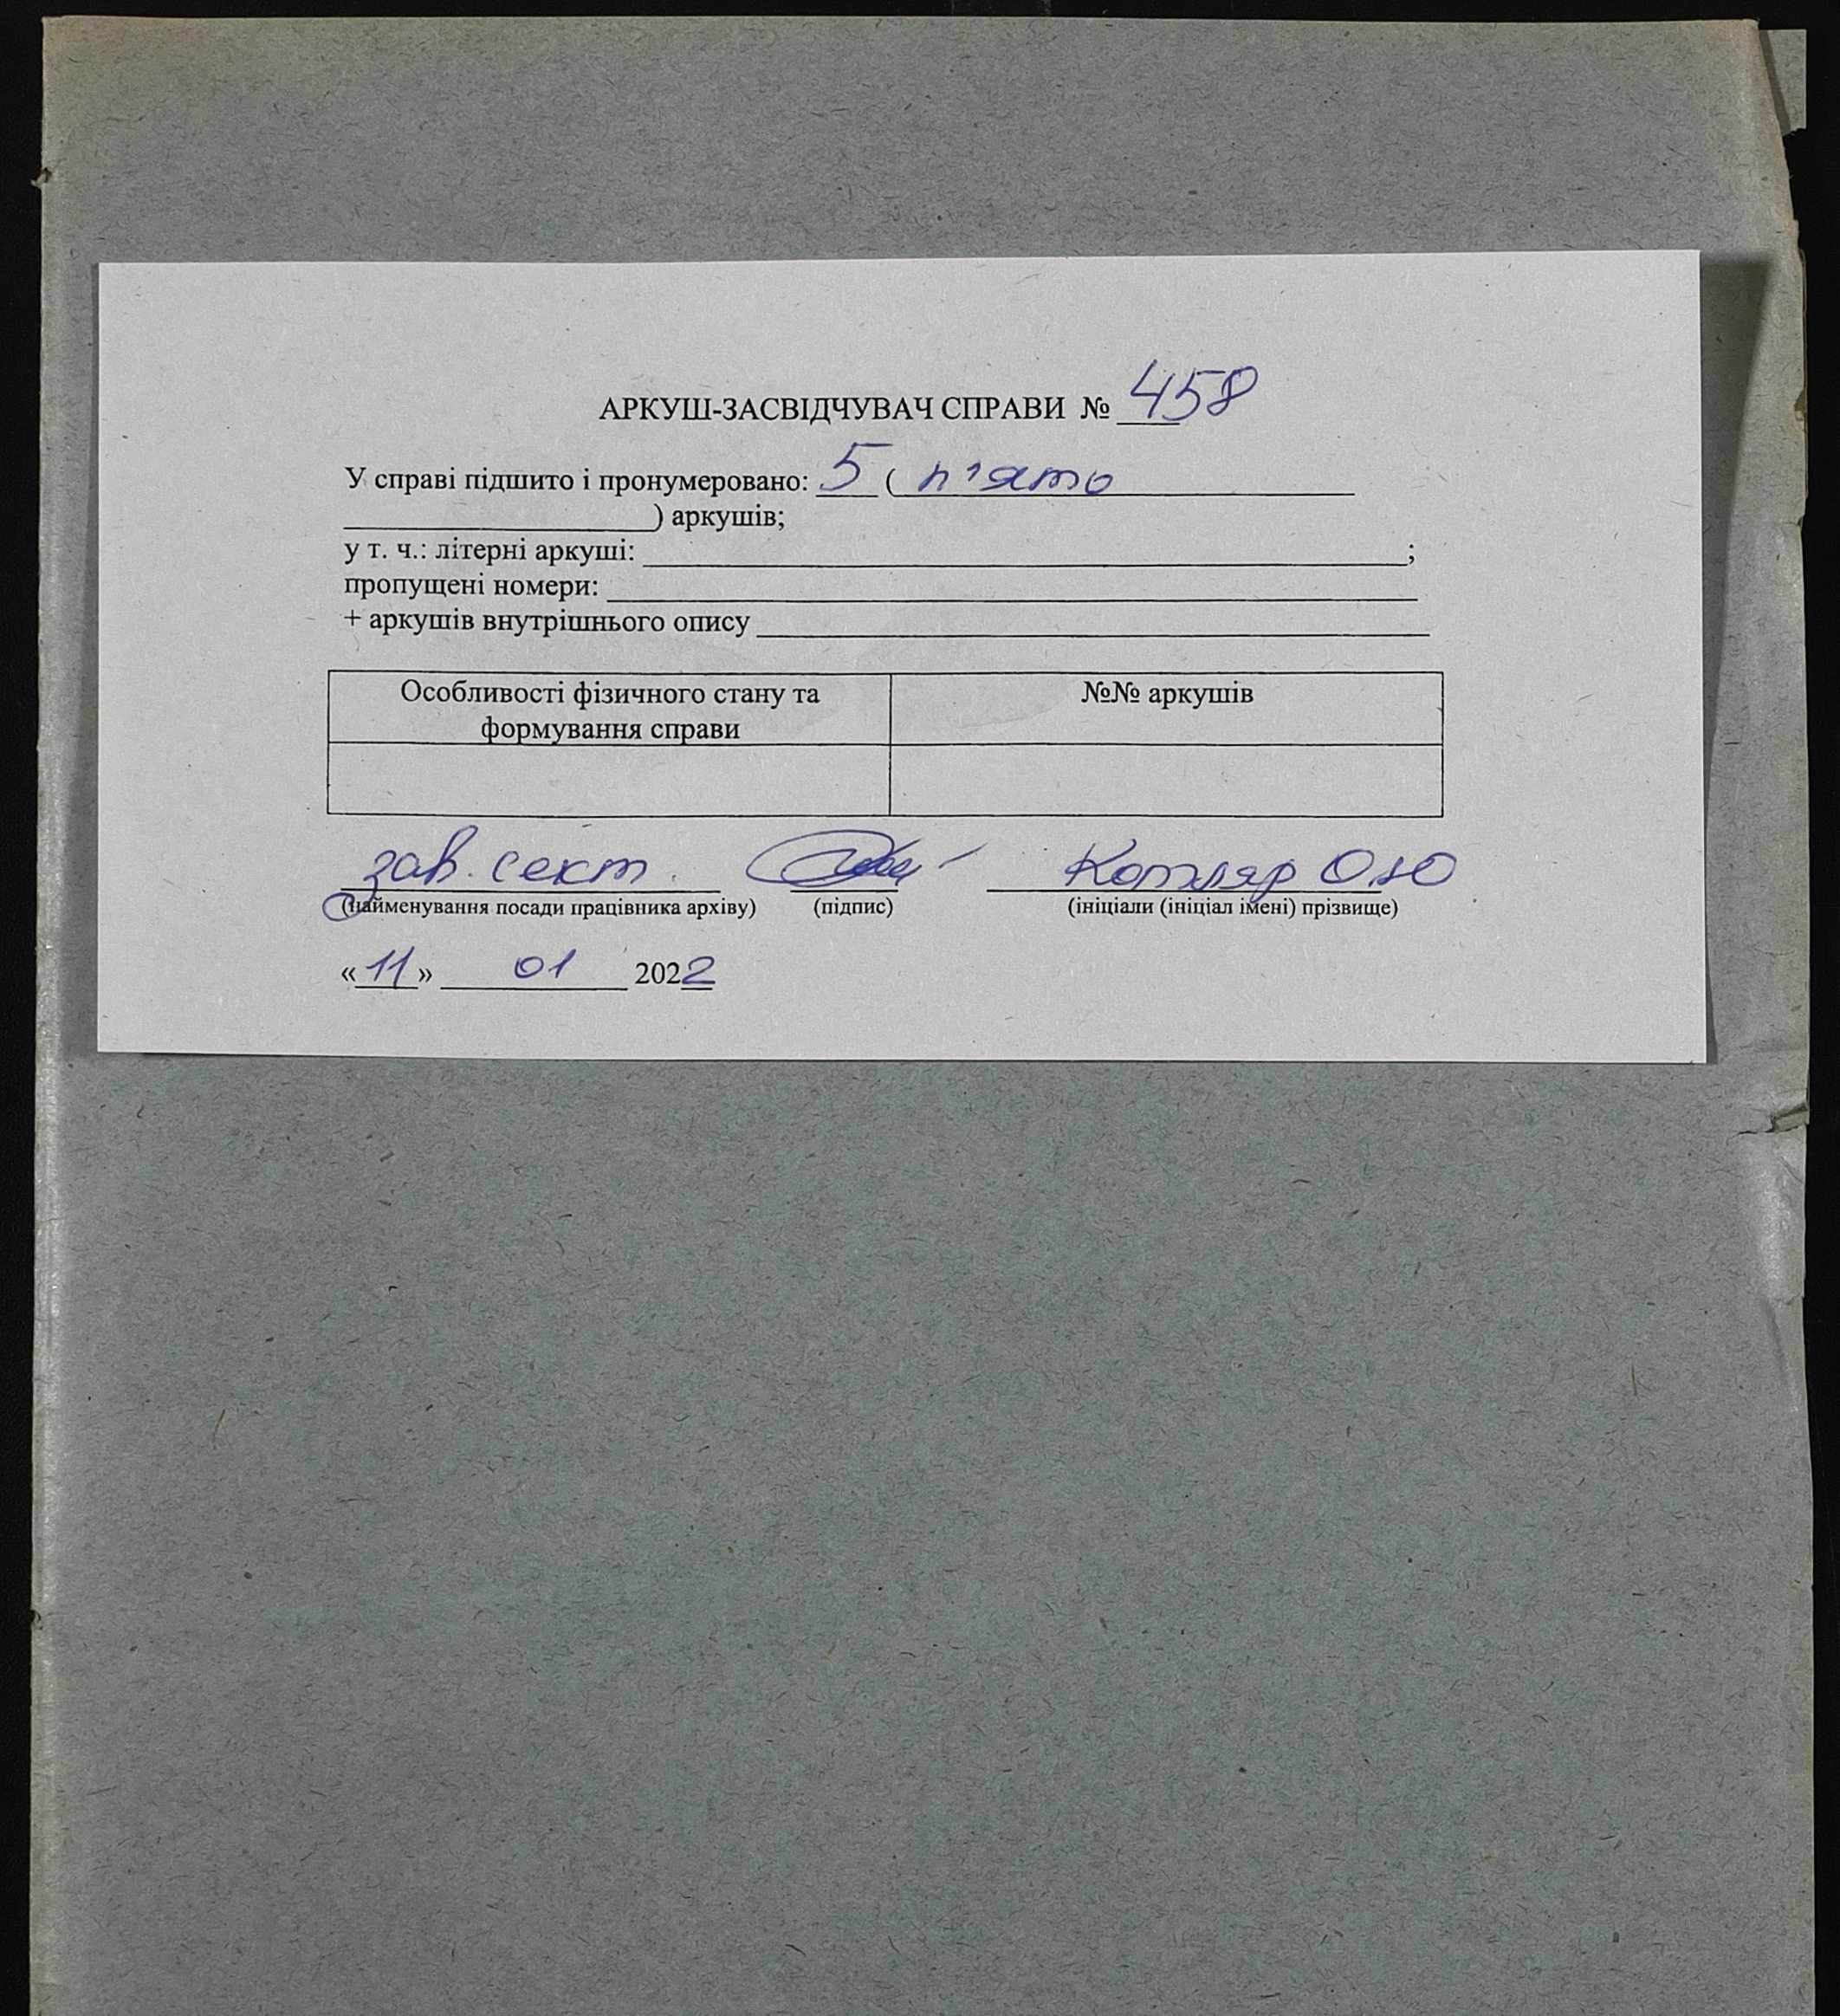 АРКУШ-ЗАСВІДЧУВАЧ СПРАВИ № 458
У справі підшито і пронумеровано: 5 ( п'ять
) аркушів;
у т. ч.: літерні аркуші: ;
пропущені номери:
+ аркушів внутрішнього опису
Особливості фізичного стану та формування справи
№№ аркушів
зав. сект. Котляр О.Ю
(найменування посади працівника архіву) (підпис) (ініціали (ініціал імені) прізвище)
«11» 01 2022